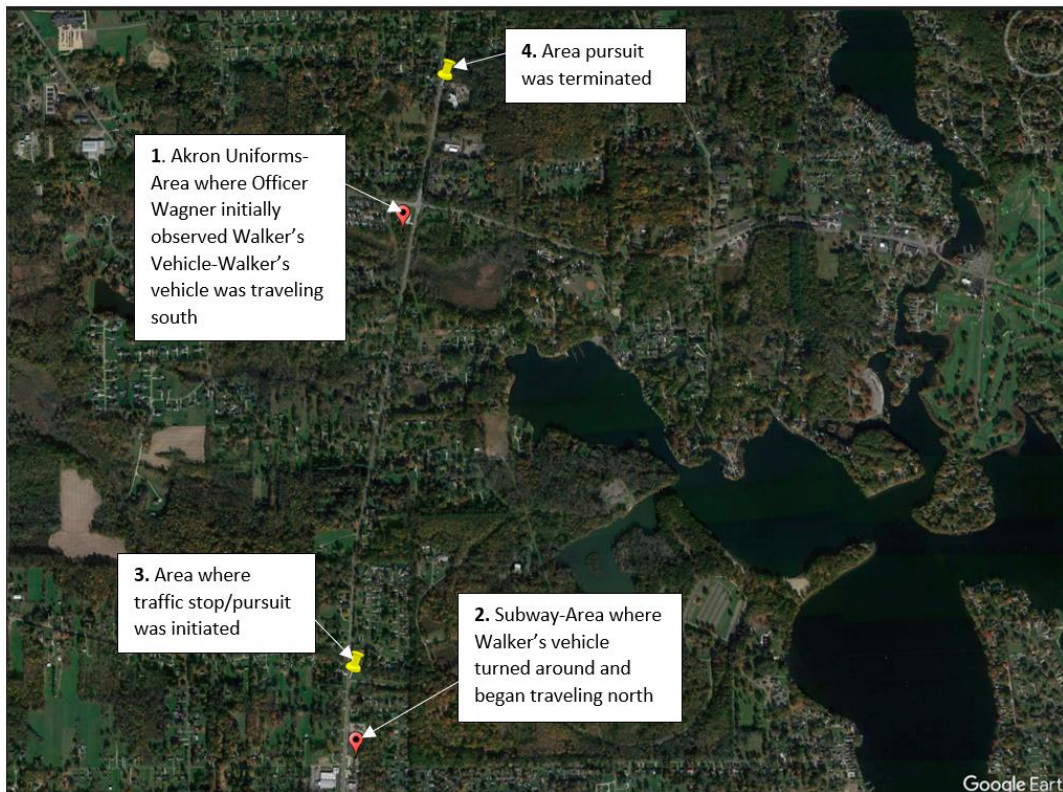 4. Area pursuit
was terminated
1. Akron Uniforms-
Area where Officer
Wagner initially
observed Walker's
Vehicle-Walker's
vehicle was traveling
south
3. Area where
traffic stop/pursuit
was initiated
2. Subway-Area where
Walker's vehicle
turned around and
began traveling north
Google Eart